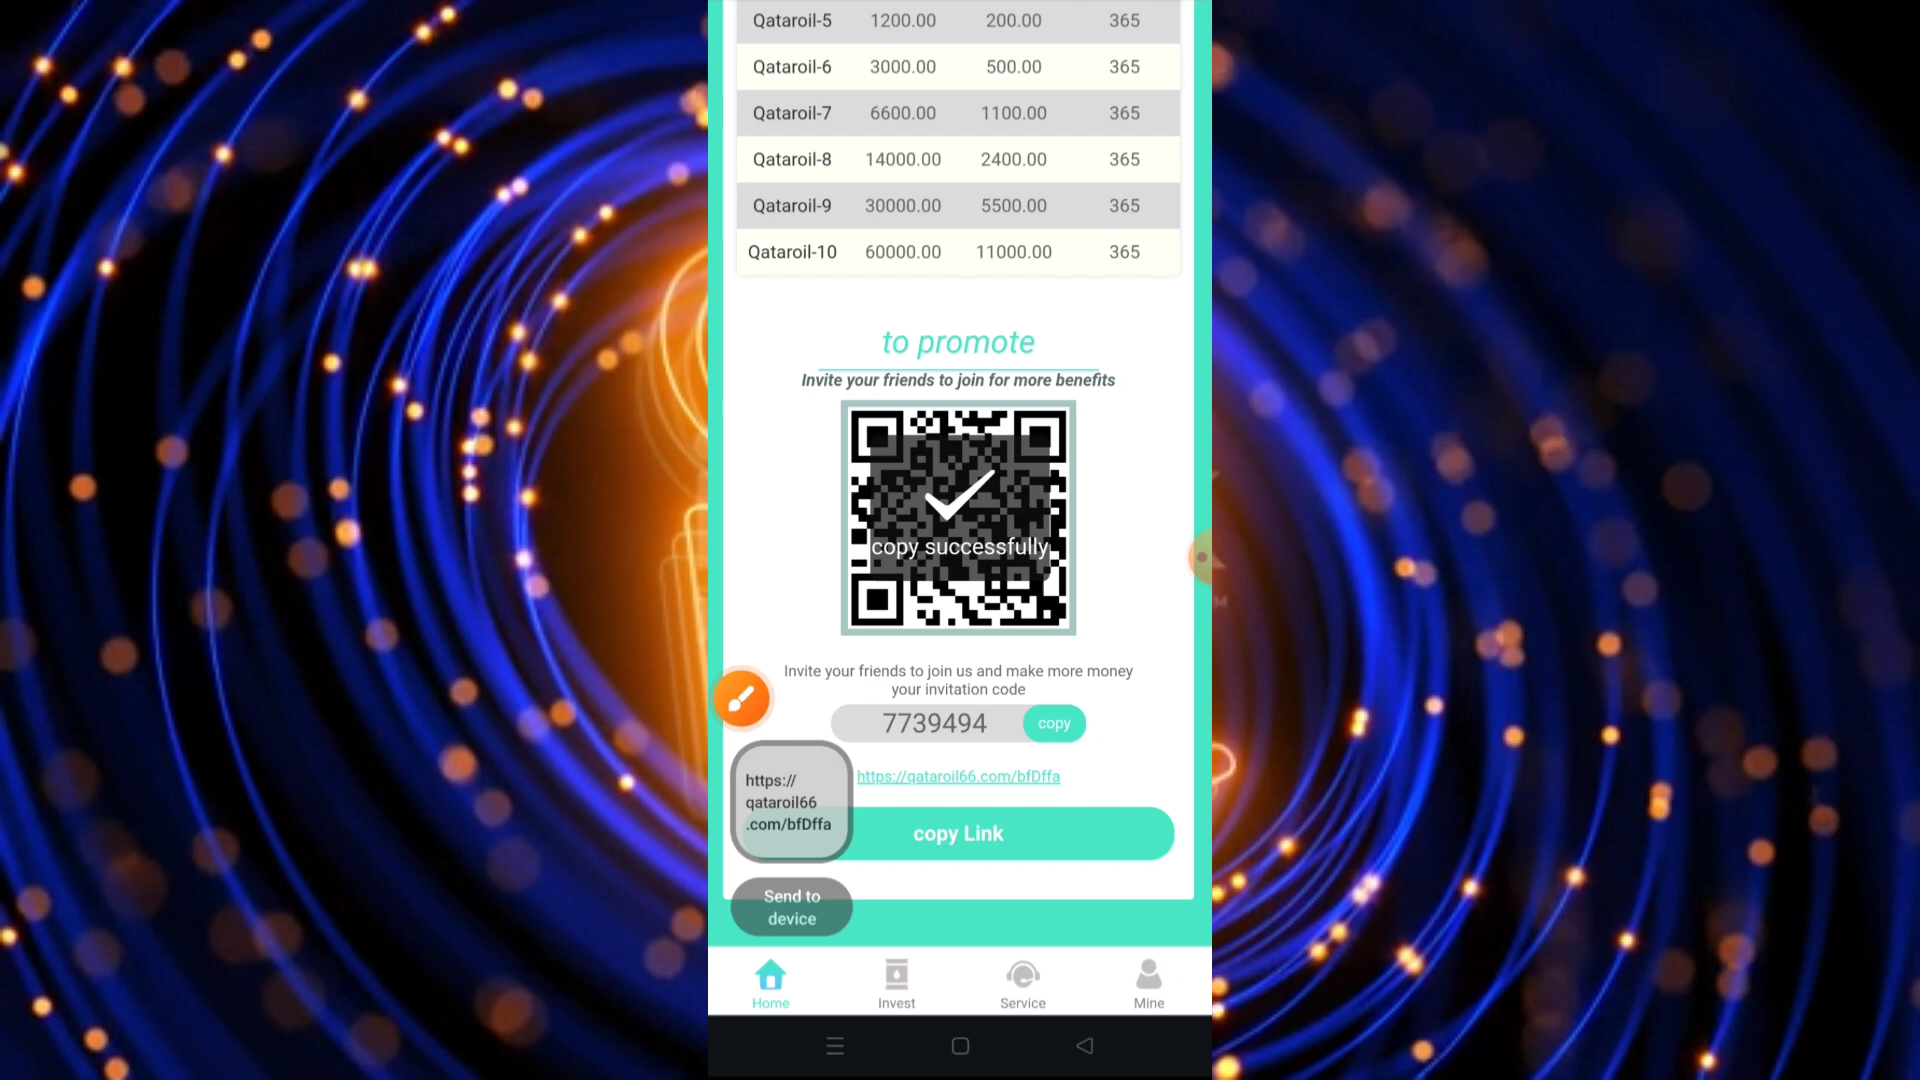 Qataroil-5 1200.00 200.00 365
Qataroil-6 3000.00 500.00 365
Qataroil-7 6600.00 1100.00 365
Qataroil-8 14000.00 2400.00 365
Qataroil-9 30000.00 5500.00 365
Qataroil-10 60000.00 11000.00 365
to promote
Invite your friends to join for more benefits
copy successfully
Invite your friends to join us and make more money
your invitation code
7739494 copy
https://qataroil66.com/bfDffa
https://
qataroil66
.com/bfDffa
copy Link
Send to
device
Home Invest Service Mine